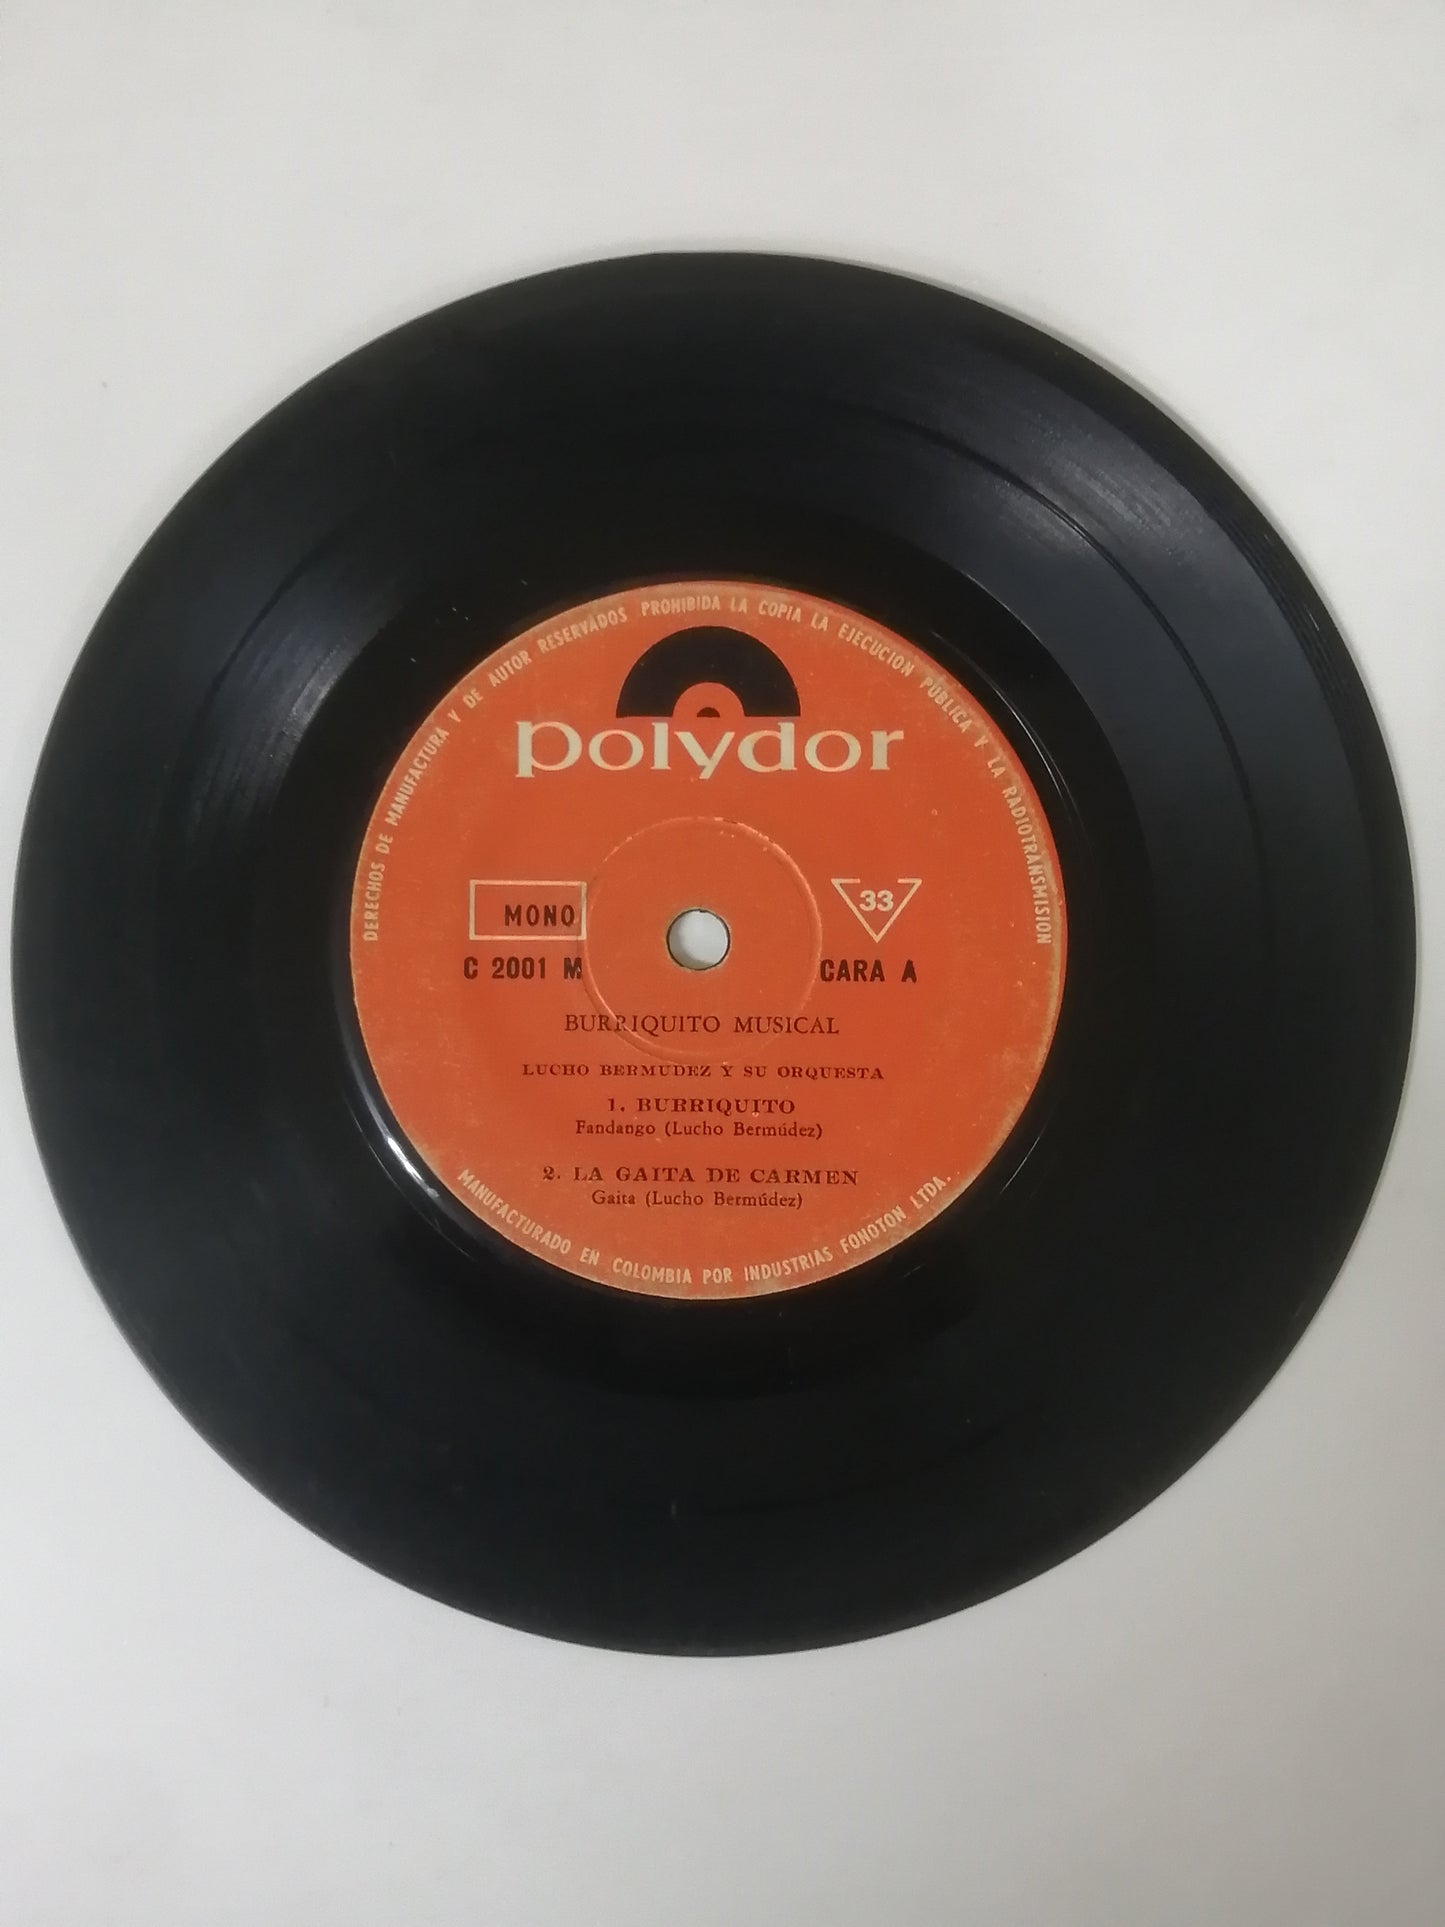 DERECHOS DE MANUFACTURA Y DE AUTOR RESERVADOS PROHIBIDA LA COPIA LA EJECUCION PUBLICA Y LA RADIOTRANSMISION
polydor
MONO
33
C 2001 M
CARA A
BURRIQUITO MUSICAL
LUCHO BERMUDEZ Y SU ORQUESTA
1. BURRIQUITO
Fandango (Lucho Bermúdez)
2. LA GAITA DE CARMEN
Gaita (Lucho Bermúdez)
MANUFACTURADO EN COLOMBIA POR INDUSTRIAS FONOTON LTDA.